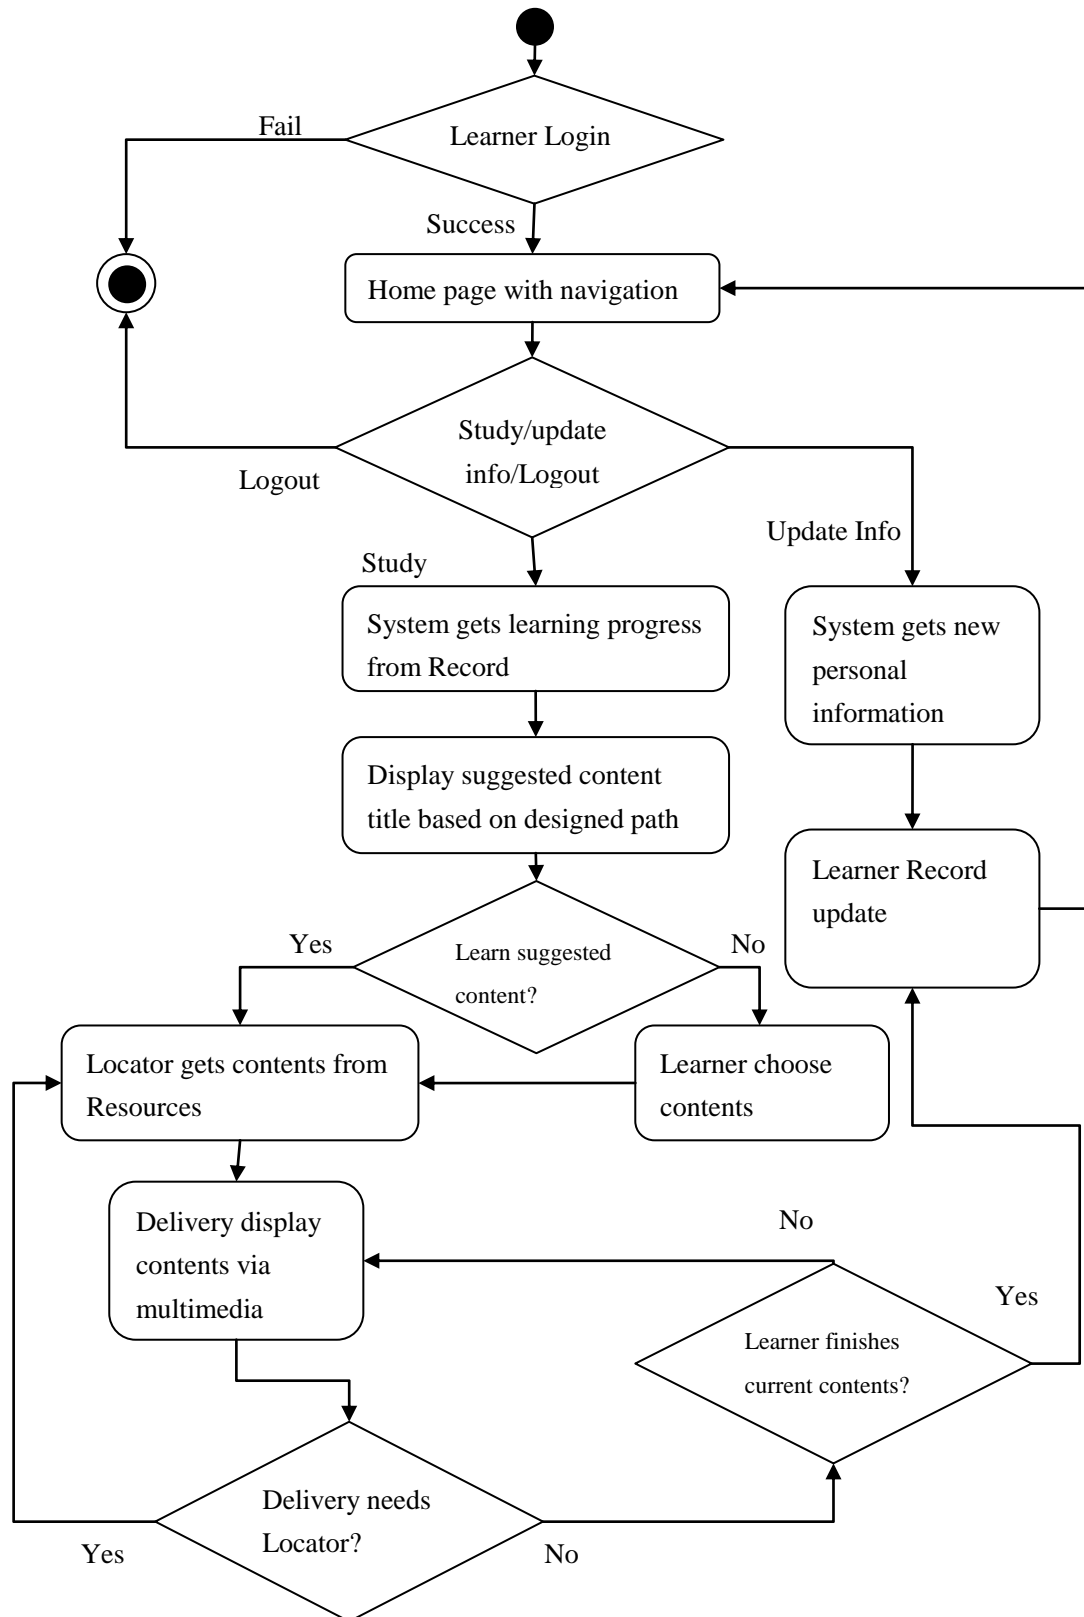 Fail
Learner Login
Success
Home page with navigation
Study/update
info/Logout
Logout
Update Info
Study
System gets learning progress
from Record
System gets new
personal
information
Display suggested content
title based on designed path
Learner Record
update
Yes
Learn suggested
content?
No
Locator gets contents from
Resources
Learner choose
contents
Delivery display
contents via
multimedia
No
Yes
Learner finishes
current contents?
Delivery needs
Locator?
Yes
No